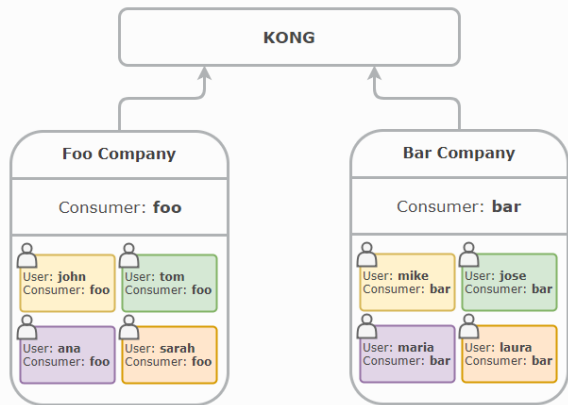 KONG
Foo Company
Consumer: foo
User: john
Consumer: foo
User: tom
Consumer: foo
User: ana
Consumer: foo
User: sarah
Consumer: foo
Bar Company
Consumer: bar
User: mike
Consumer: bar
User: jose
Consumer: bar
User: maria
Consumer: bar
User: laura
Consumer: bar